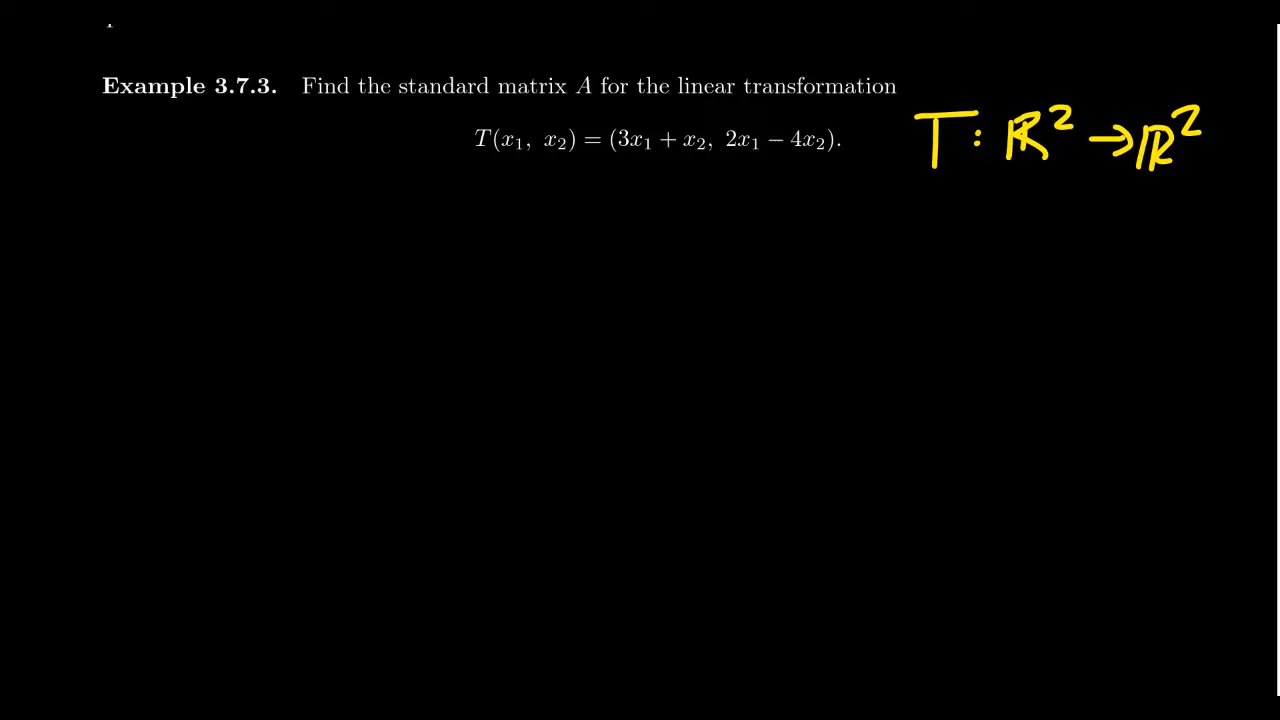 Example 3.7.3. Find the standard matrix A for the linear transformation
T(x₁, x₂) = (3x₁ + x₂, 2x₁ − 4x₂).
T: ℝ² → ℝ²